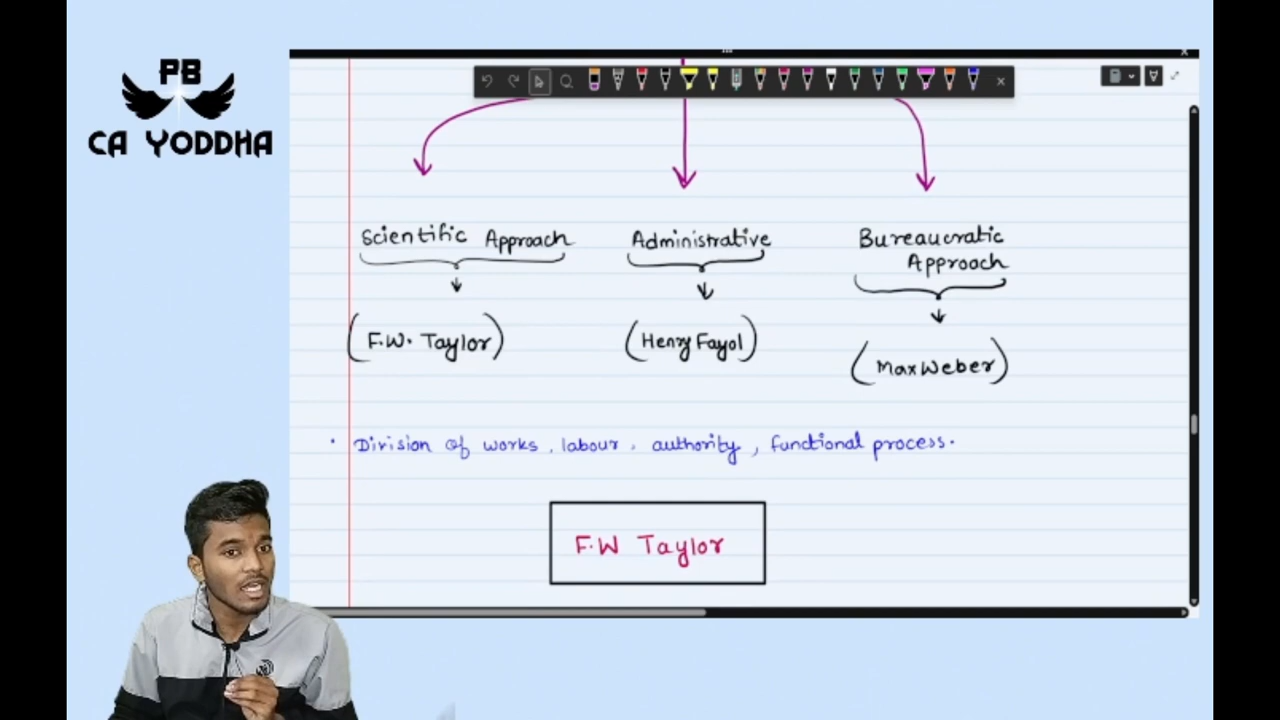 PB
CA YODDHA
Scientific Approach
Administrative
Bureaucratic
Approach
(F.W. Taylor)
(Henry Fayol)
(Max Weber)
• Division of works, labour, authority, functional process.
F.W Taylor